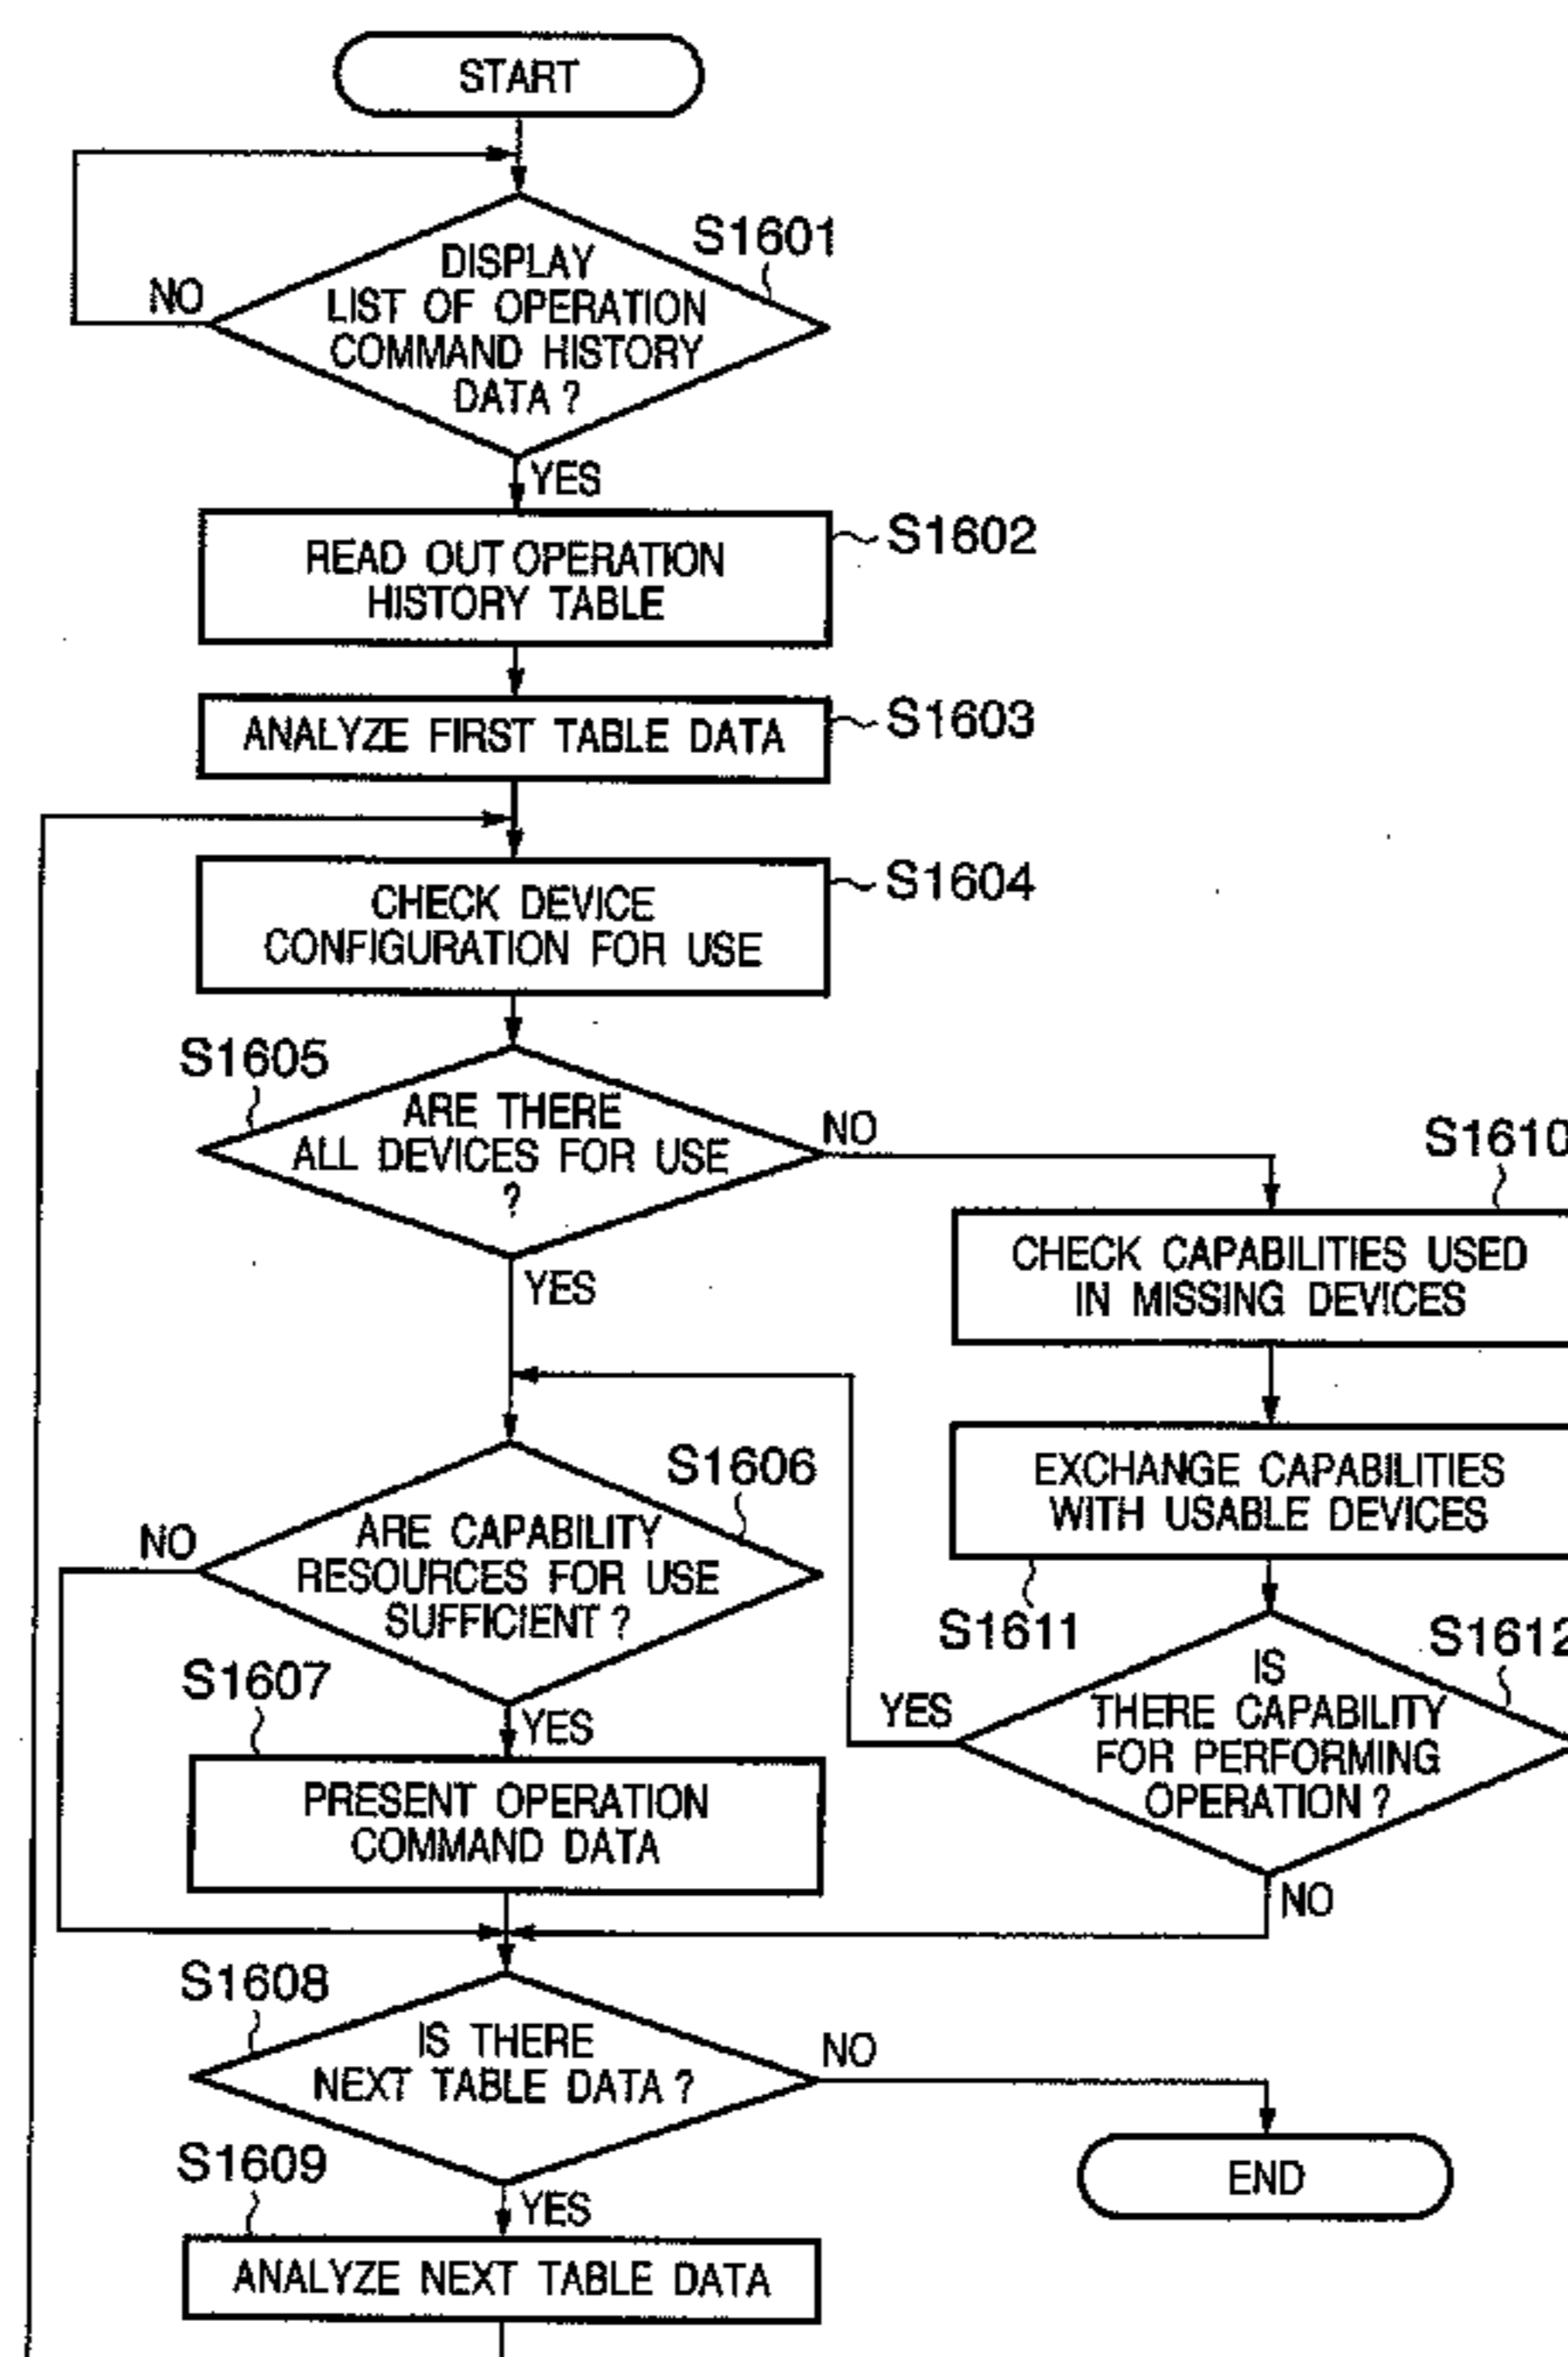 START
S1601
DISPLAY
LIST OF OPERATION
COMMAND HISTORY
DATA ?
NO
YES
S1602
READ OUT OPERATION
HISTORY TABLE
S1603
ANALYZE FIRST TABLE DATA
S1604
CHECK DEVICE
CONFIGURATION FOR USE
S1605
ARE THERE
ALL DEVICES FOR USE
?
NO
YES
S1610
CHECK CAPABILITIES USED
IN MISSING DEVICES
EXCHANGE CAPABILITIES
WITH USABLE DEVICES
S1611
S1606
ARE CAPABILITY
RESOURCES FOR USE
SUFFICIENT ?
NO
YES
S1612
IS
THERE CAPABILITY
FOR PERFORMING
OPERATION ?
YES
NO
S1607
PRESENT OPERATION
COMMAND DATA
S1608
IS THERE
NEXT TABLE DATA ?
NO
YES
END
S1609
ANALYZE NEXT TABLE DATA